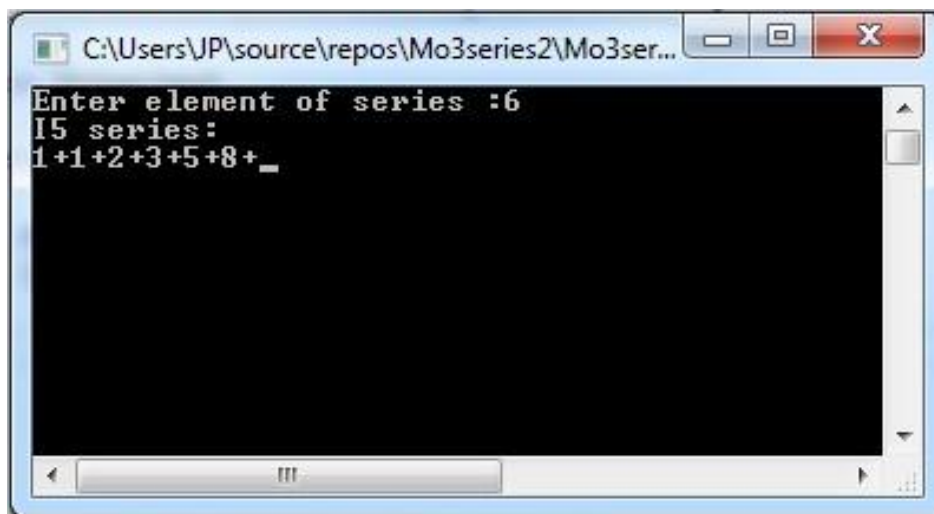 C:\Users\JP\source\repos\Mo3series2\Mo3ser...
Enter element of series :6
I5 series:
1+1+2+3+5+8+_